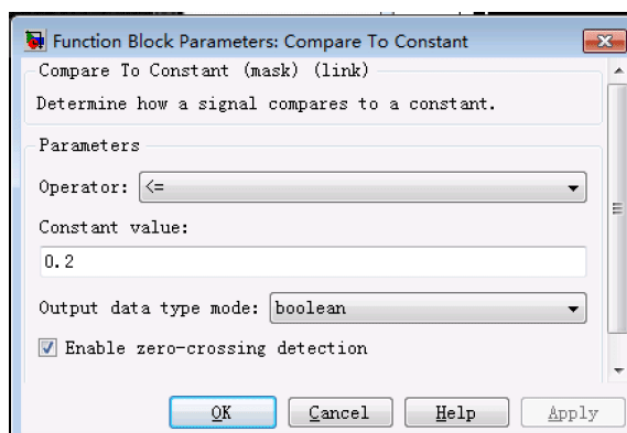 Function Block Parameters: Compare To Constant
Compare To Constant (mask) (link)
Determine how a signal compares to a constant.
Parameters
Operator: <=
Constant value:
0.2
Output data type mode: boolean
Enable zero-crossing detection
OK Cancel Help Apply